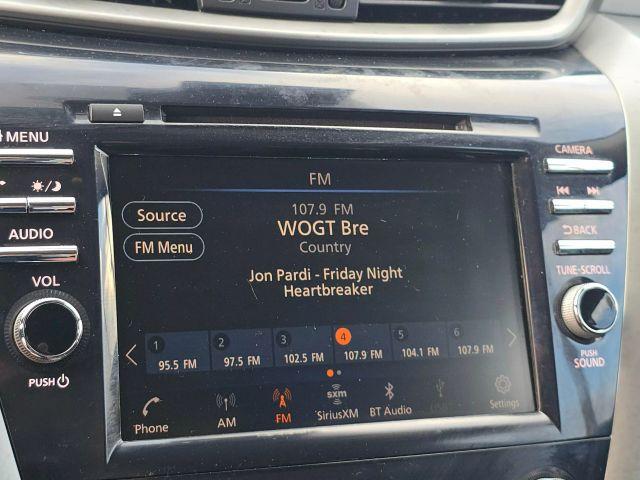 MENU
CAMERA
FM
Source
107.9 FM
WOGT Bre
FM Menu
Country
AUDIO
BACK
Jon Pardi - Friday Night
Heartbreaker
TUNE-SCROLL
VOL
1 2 3 4 5 6
95.5 FM 97.5 FM 102.5 FM 107.9 FM 104.1 FM 107.9 FM
PUSH
SOUND
PUSH
sxm
Phone AM FM SiriusXM BT Audio Settings